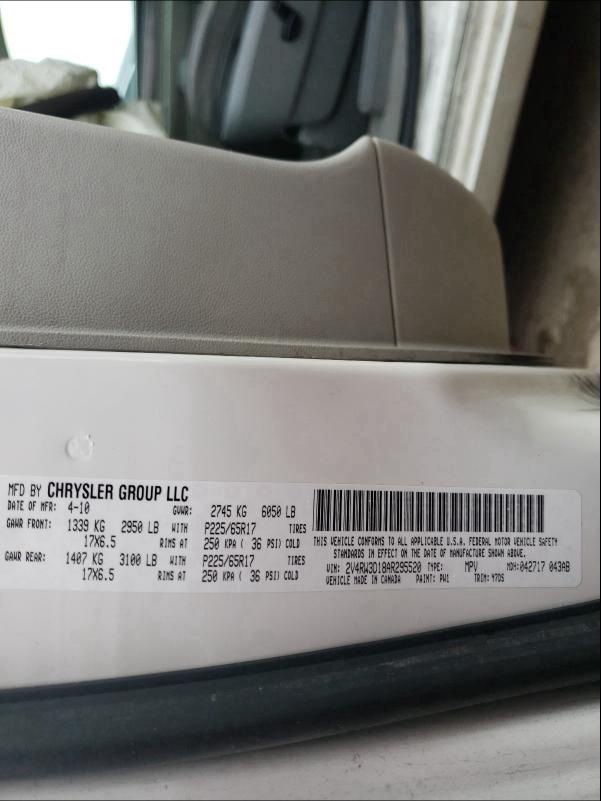 MFD BY CHRYSLER GROUP LLC
DATE OF MFR: 4-10 GVWR: 2745 KG 6050 LB
GAWR FRONT: 1339 KG 2950 LB WITH P225/65R17 TIRES
17X6.5 RIMS AT 250 KPA ( 36 PSI) COLD
GAWR REAR: 1407 KG 3100 LB WITH P225/65R17 TIRES
17X6.5 RIMS AT 250 KPA ( 36 PSI) COLD
THIS VEHICLE CONFORMS TO ALL APPLICABLE U.S.A. FEDERAL MOTOR VEHICLE SAFETY
STANDARDS IN EFFECT ON THE DATE OF MANUFACTURE SHOWN ABOVE.
VIN: 2V4RW3D18AR295520 TYPE: MPV MDH: 042717 043AB
VEHICLE MADE IN CANADA PAINT: PW1 TRIM: Y7DS